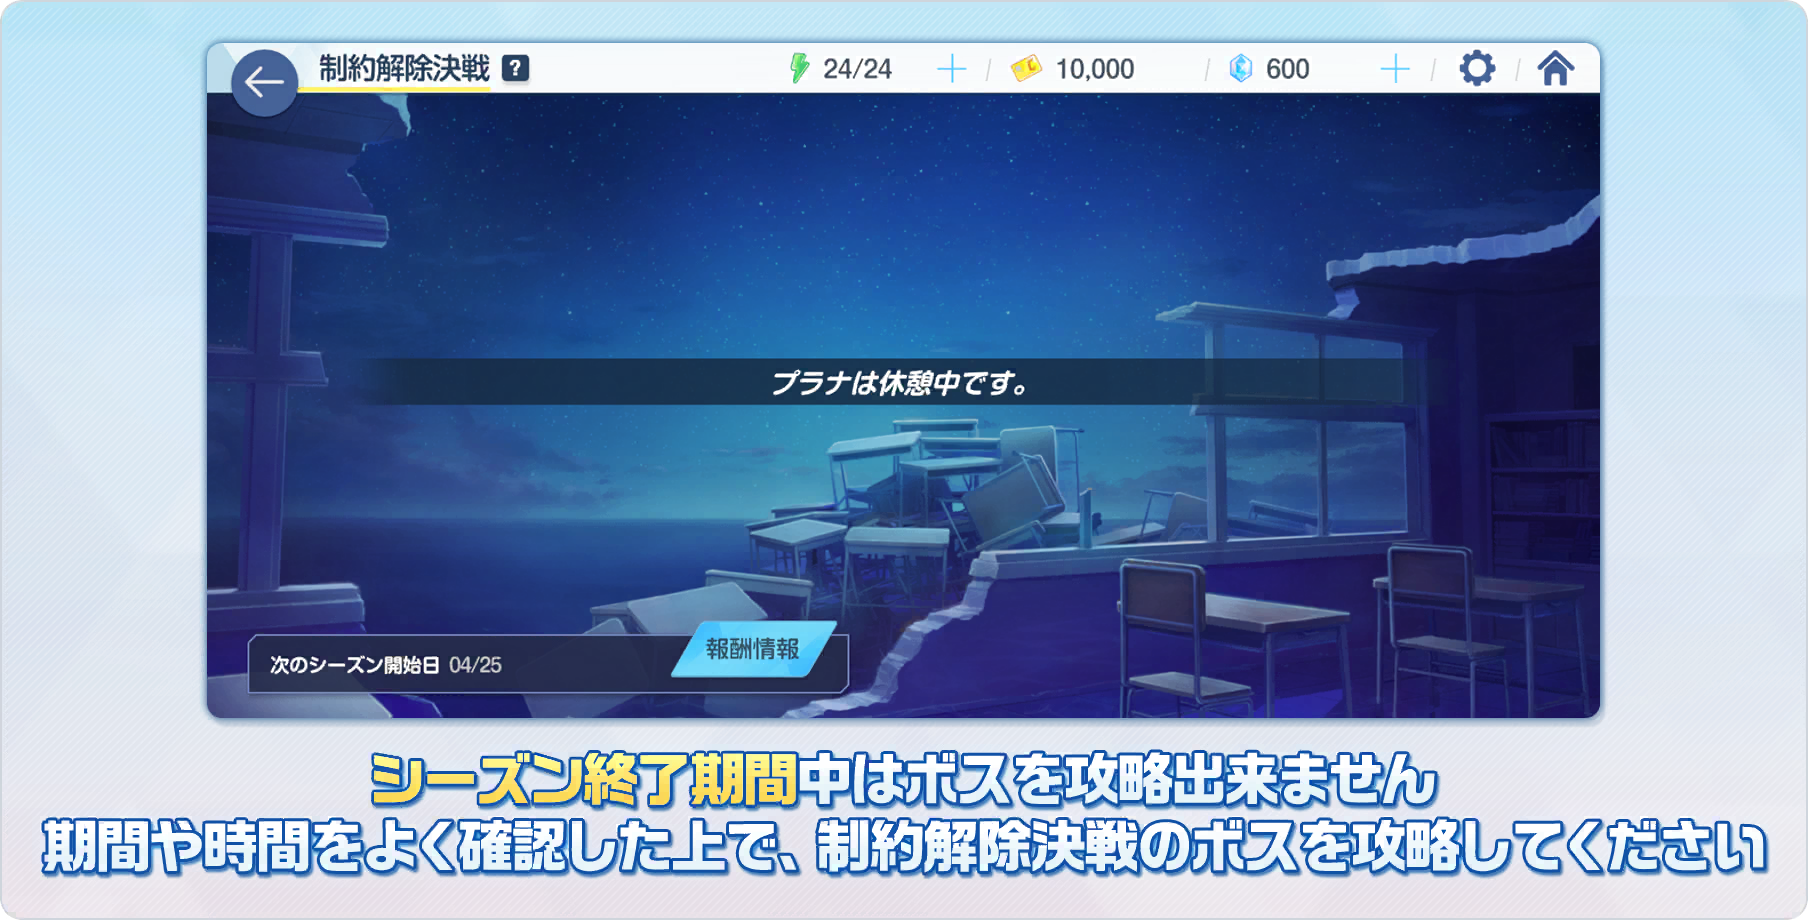 制約解除決戦 ? 24/24 10,000 600
プラナは休憩中です。
次のシーズン開始日 04/25 報酬情報
シーズン終了期間中はボスを攻略出来ません
期間や時間をよく確認した上で、制約解除決戦のボスを攻略してください